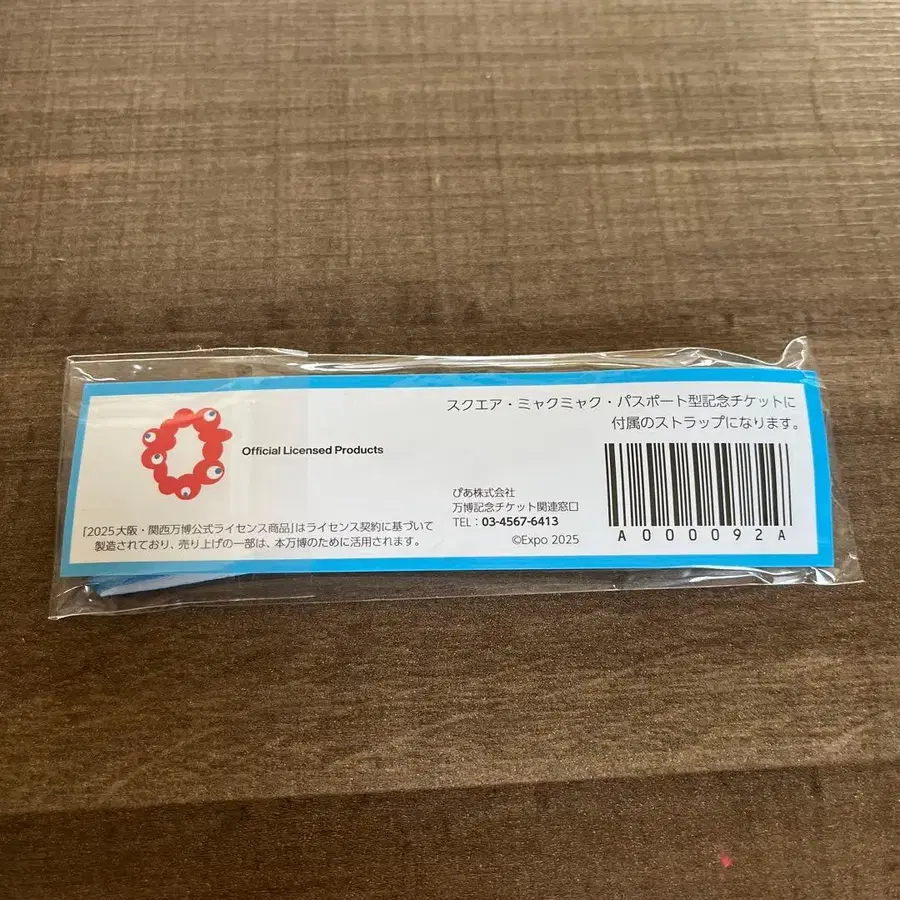 スクエア・ミャクミャク・パスポート型記念チケットに
付属のストラップになります。
Official Licensed Products
「2025大阪・関西万博公式ライセンス商品」はライセンス契約に基づいて
製造されており、売り上げの一部は、本万博のために活用されます。
ぴあ株式会社
万博記念チケット関連窓口
TEL：03-4567-6413
©Expo 2025
A000092A